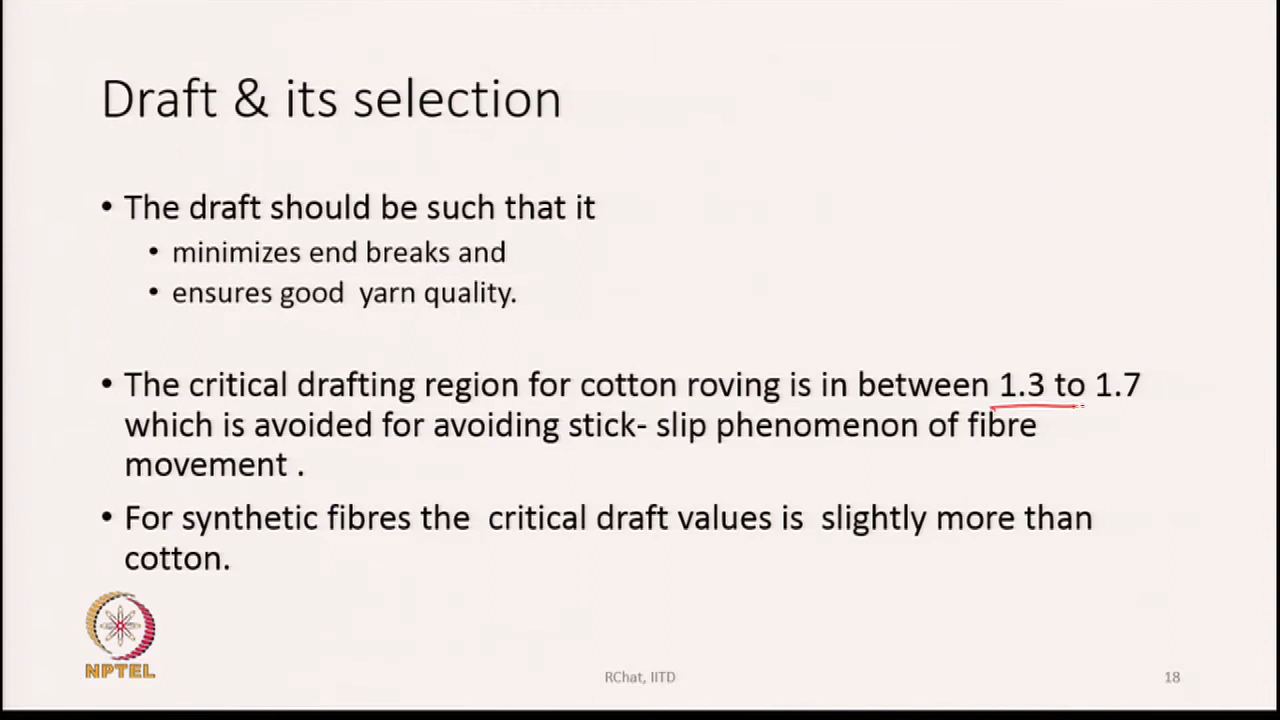 Draft & its selection
• The draft should be such that it
• minimizes end breaks and
• ensures good yarn quality.
• The critical drafting region for cotton roving is in between 1.3 to 1.7
which is avoided for avoiding stick- slip phenomenon of fibre
movement .
• For synthetic fibres the critical draft values is slightly more than
cotton.
NPTEL
RChat, IITD
18